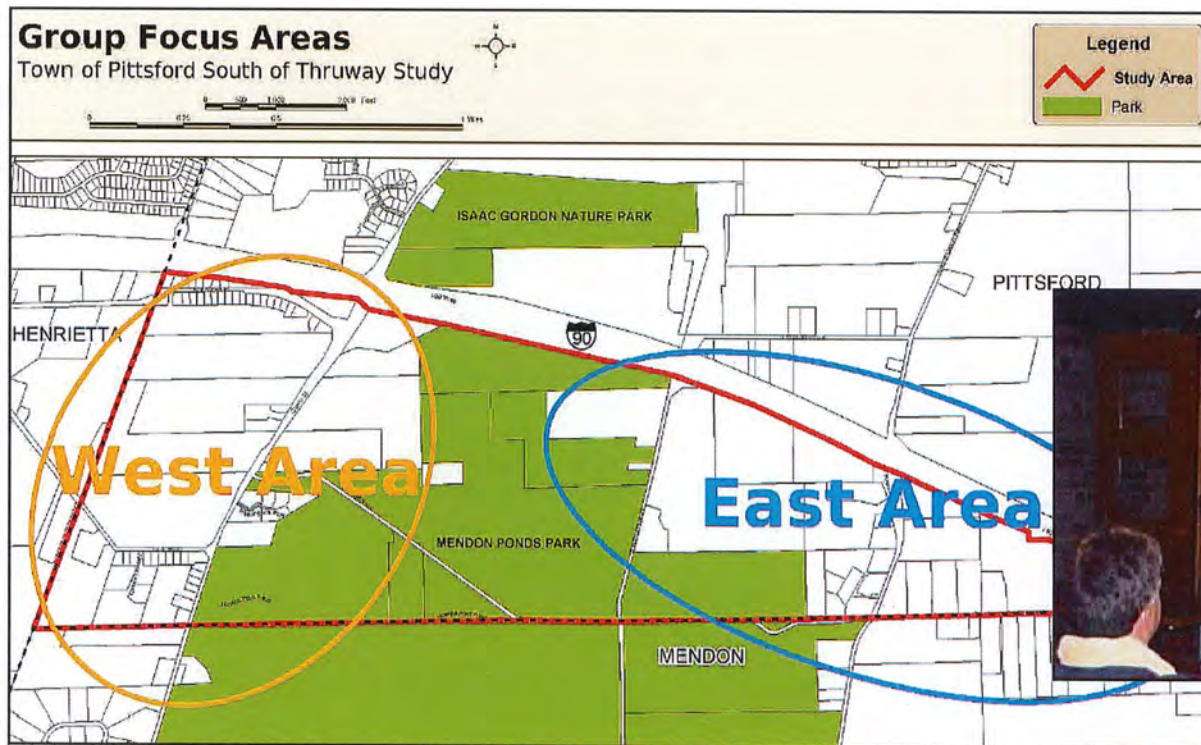 Group Focus Areas
Town of Pittsford South of Thruway Study
Legend
Study Area
Park
ISAAC GORDON NATURE PARK
PITTSFORD
HENRIETTA
90
West Area
East Area
MENDON PONDS PARK
MENDON